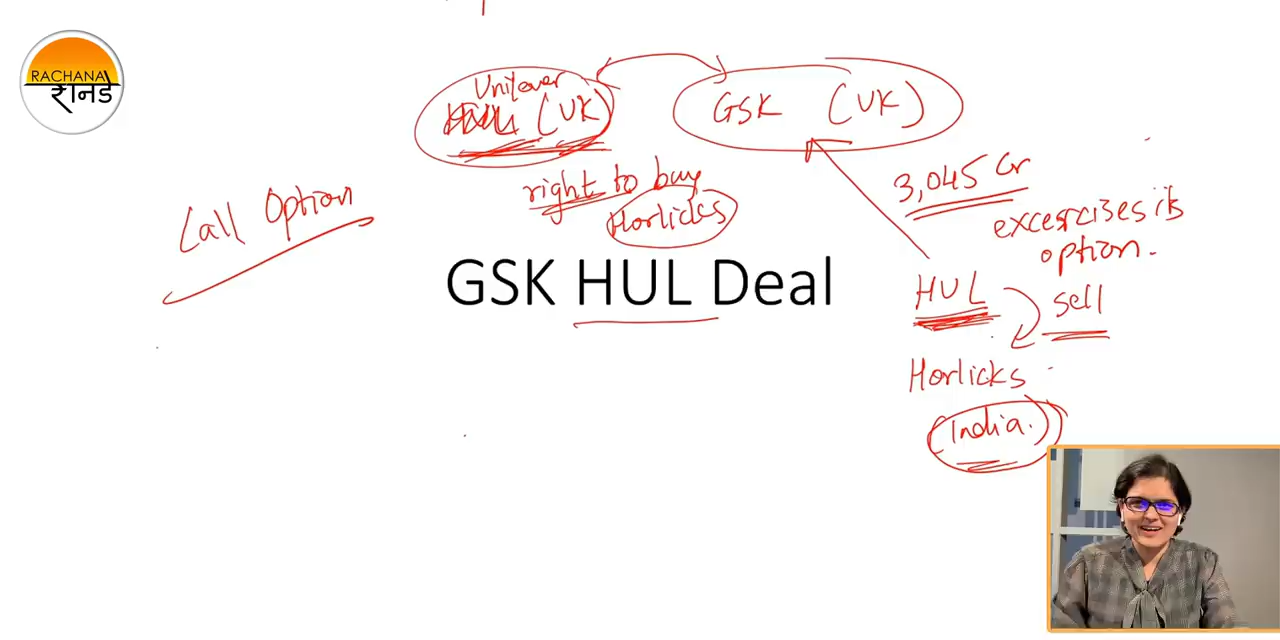 RACHANA
रानडे
Unilever
(UK)
GSK (UK)
right to buy
Horlicks
3,045 Cr
excercises its
option.
Call Option
GSK HUL Deal
HUL
sell
Horlicks
(India.)